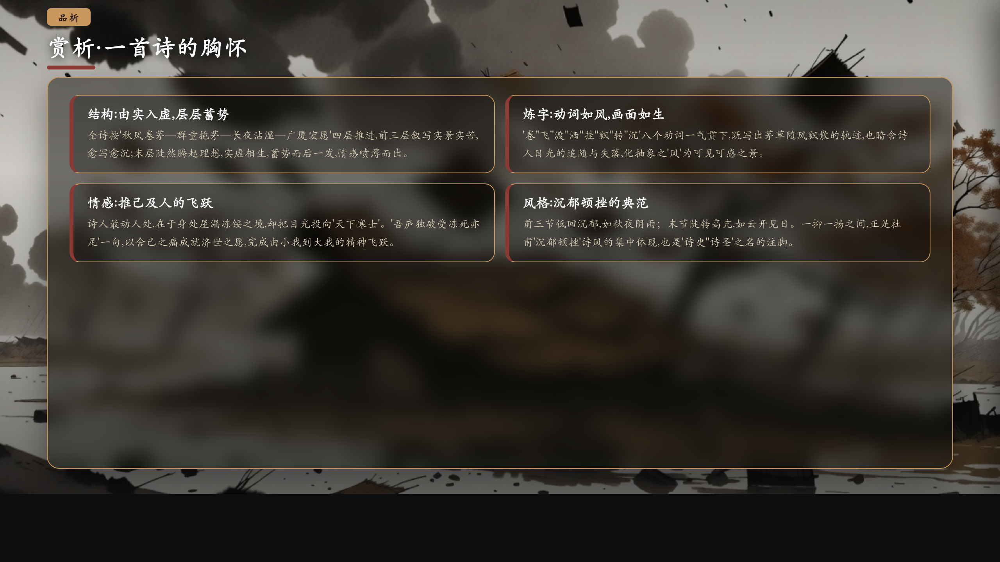 品析
赏析·一首诗的胸怀
结构:由实入虚,层层蓄势
全诗按'秋风卷茅—群童抱茅—长夜沾湿—广厦宏愿'四层推进,前三层叙写实景实苦,
愈写愈沉;末层陡然腾起理想,实虚相生,蓄势而后一发,情感喷薄而出。
炼字:动词如风,画面如生
'卷''飞''渡''洒''挂''飘''转''沉'八个动词一气贯下,既写出茅草随风飘散的轨迹,也暗含诗
人目光的追随与失落,化抽象之'风'为可见可感之景。
情感:推己及人的飞跃
诗人最动人处,在于身处屋漏冻馁之境,却把目光投向'天下寒士'。'吾庐独破受冻死亦
足'一句,以舍己之痛成就济世之愿,完成由小我到大我的精神飞跃。
风格:沉郁顿挫的典范
前三节低回沉郁,如秋夜阴雨；末节陡转高亢,如云开见日。一抑一扬之间,正是杜
甫'沉郁顿挫'诗风的集中体现,也是'诗史''诗圣'之名的注脚。